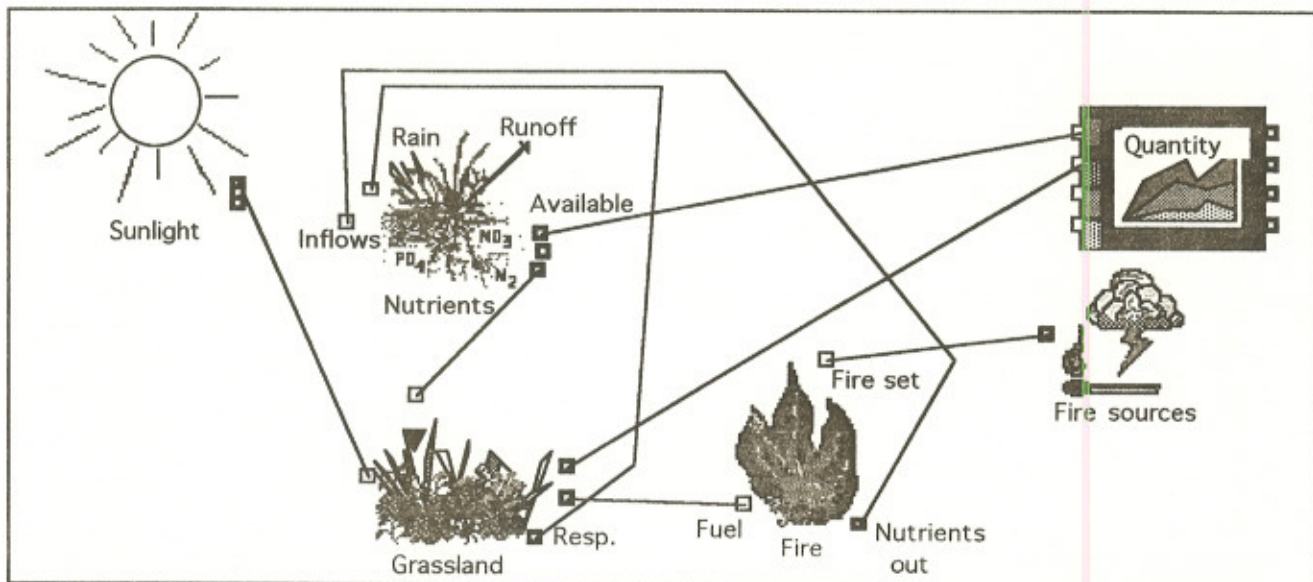 Sunlight
Rain
Runoff
Inflows
Available
NO3
PO4
N2
Nutrients
Quantity
Fire set
Fire sources
Resp.
Grassland
Fuel
Fire
Nutrients
out